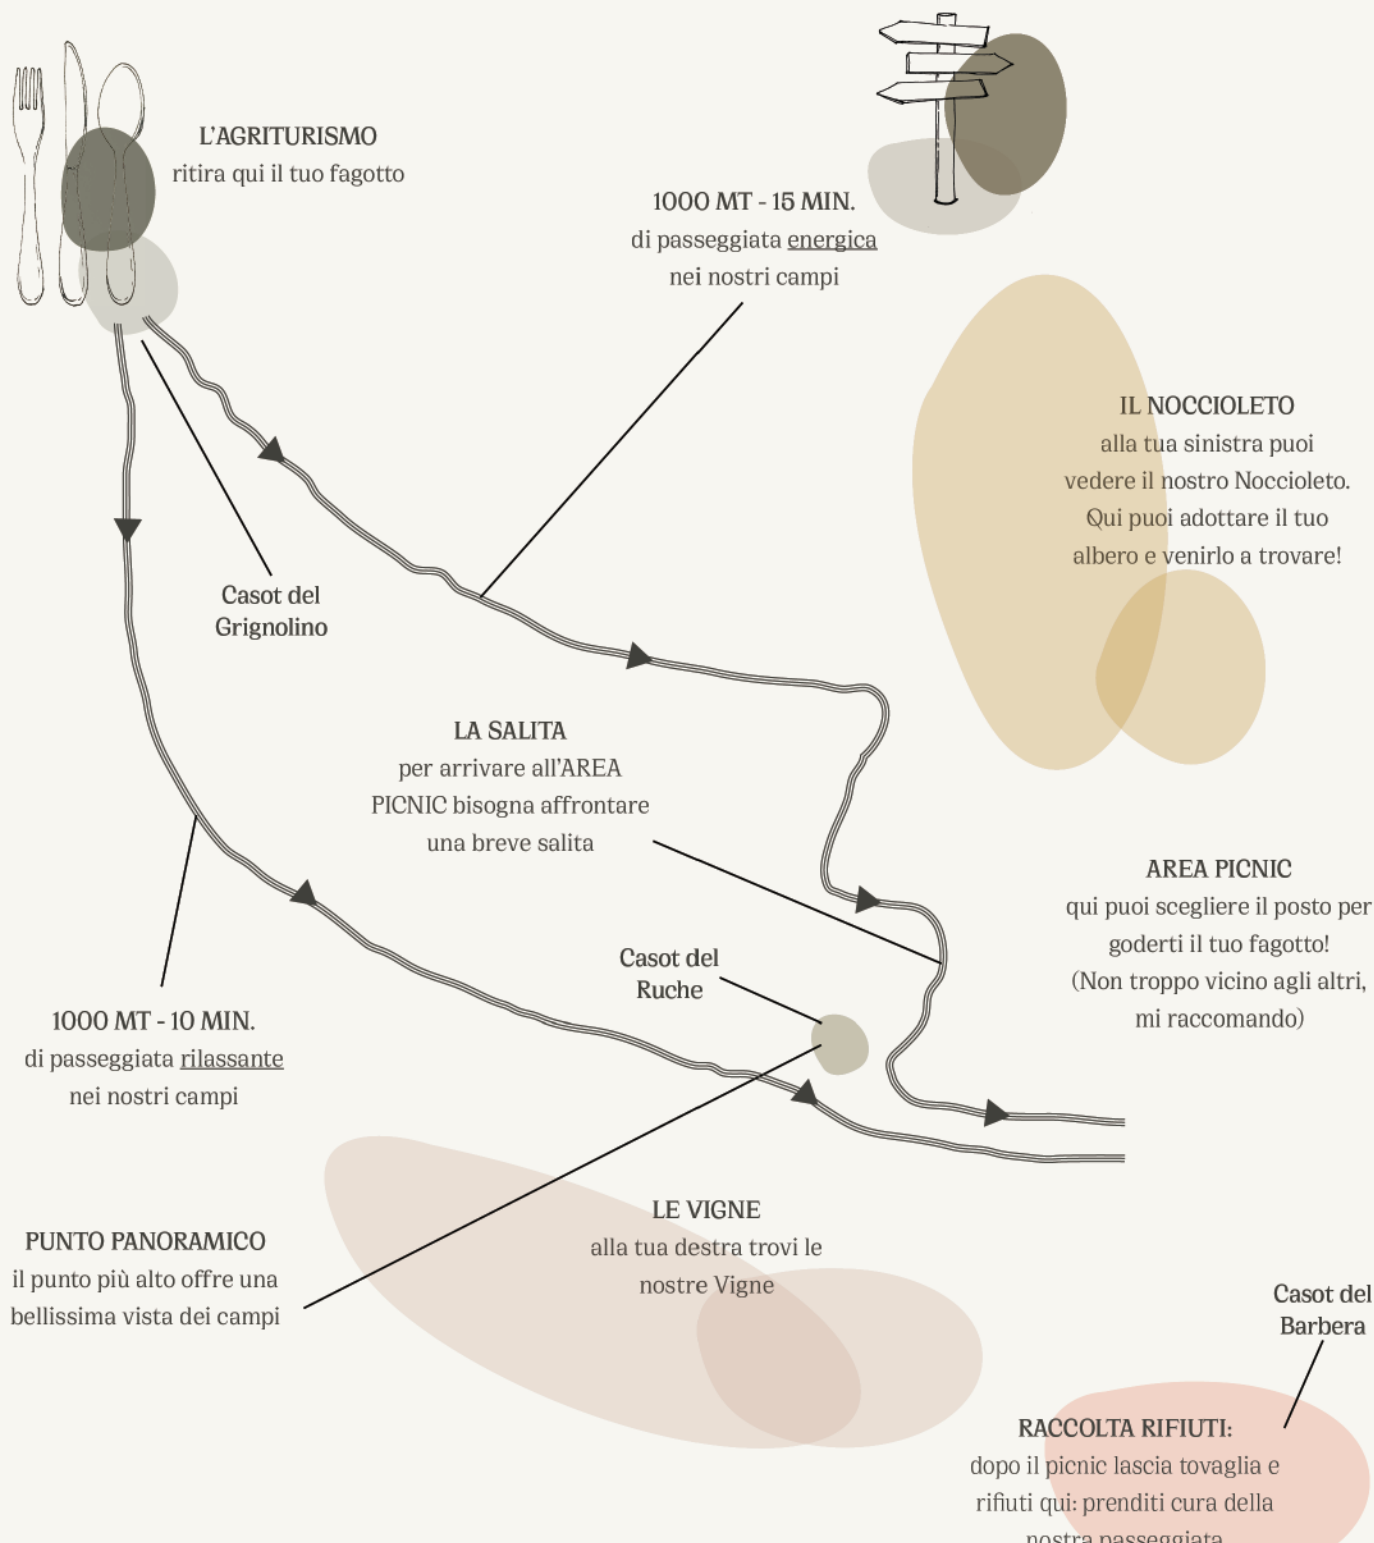 L'AGRITURISMO
ritira qui il tuo fagotto
1000 MT - 15 MIN.
di passeggiata energica
nei nostri campi
IL NOCCIOLETO
alla tua sinistra puoi
vedere il nostro Noccioleto.
Qui puoi adottare il tuo
albero e venirlo a trovare!
Casot del
Grignolino
LA SALITA
per arrivare all'AREA
PICNIC bisogna affrontare
una breve salita
AREA PICNIC
qui puoi scegliere il posto per
goderti il tuo fagotto!
(Non troppo vicino agli altri,
mi raccomando)
Casot del
Ruche
1000 MT - 10 MIN.
di passeggiata rilassante
nei nostri campi
LE VIGNE
alla tua destra trovi le
nostre Vigne
PUNTO PANORAMICO
il punto più alto offre una
bellissima vista dei campi
Casot del
Barbera
RACCOLTA RIFIUTI:
dopo il picnic lascia tovaglia e
rifiuti qui: prenditi cura della
nostra passeggiata